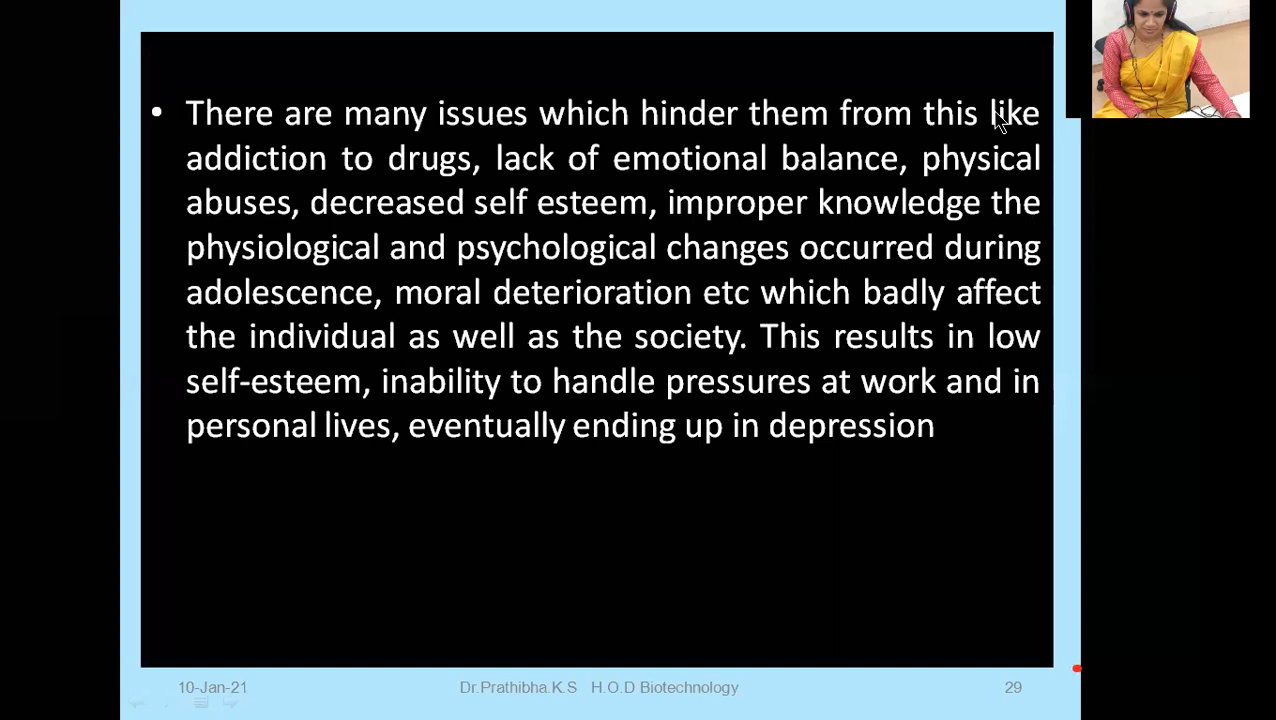 • There are many issues which hinder them from this like
addiction to drugs, lack of emotional balance, physical
abuses, decreased self esteem, improper knowledge the
physiological and psychological changes occurred during
adolescence, moral deterioration etc which badly affect
the individual as well as the society. This results in low
self-esteem, inability to handle pressures at work and in
personal lives, eventually ending up in depression
10-Jan-21 Dr.Prathibha.K.S H.O.D Biotechnology 29